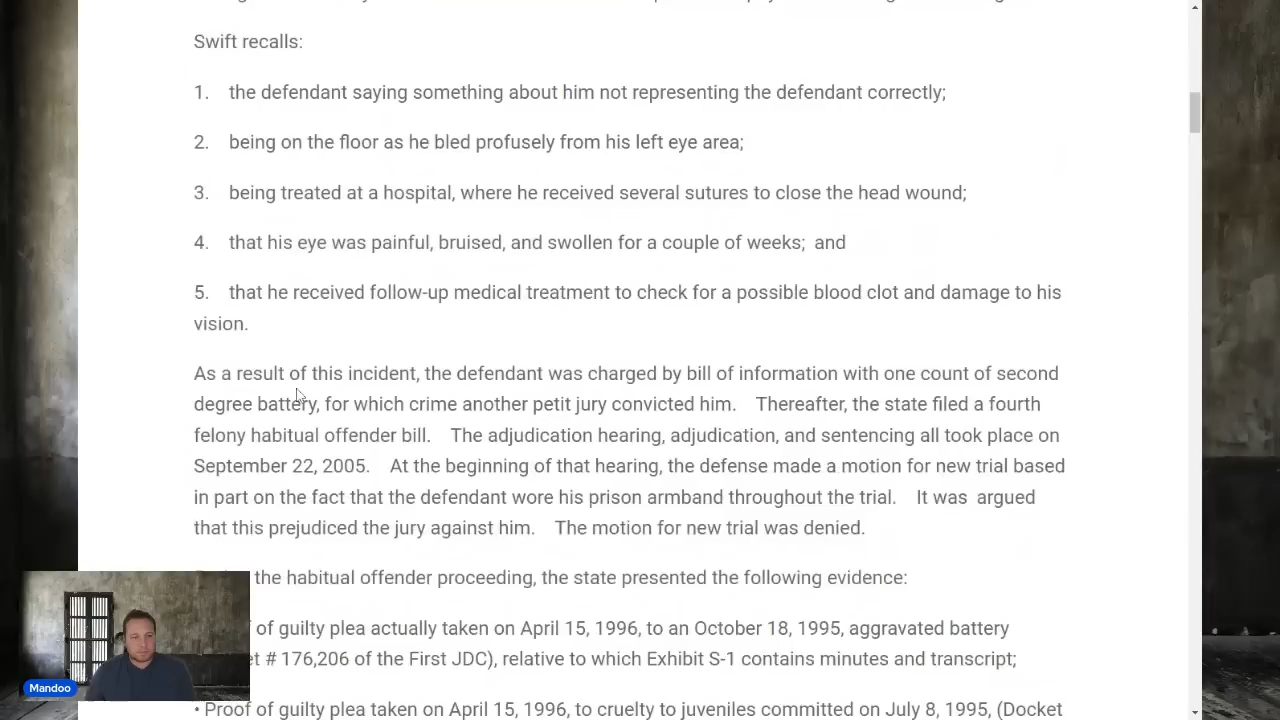 Swift recalls:
1. the defendant saying something about him not representing the defendant correctly;
2. being on the floor as he bled profusely from his left eye area;
3. being treated at a hospital, where he received several sutures to close the head wound;
4. that his eye was painful, bruised, and swollen for a couple of weeks; and
5. that he received follow-up medical treatment to check for a possible blood clot and damage to his
vision.
As a result of this incident, the defendant was charged by bill of information with one count of second
degree battery, for which crime another petit jury convicted him. Thereafter, the state filed a fourth
felony habitual offender bill. The adjudication hearing, adjudication, and sentencing all took place on
September 22, 2005. At the beginning of that hearing, the defense made a motion for new trial based
in part on the fact that the defendant wore his prison armband throughout the trial. It was argued
that this prejudiced the jury against him. The motion for new trial was denied.
the habitual offender proceeding, the state presented the following evidence:
of guilty plea actually taken on April 15, 1996, to an October 18, 1995, aggravated battery
# 176,206 of the First JDC), relative to which Exhibit S-1 contains minutes and transcript;
• Proof of guilty plea taken on April 15, 1996, to cruelty to juveniles committed on July 8, 1995, (Docket
Mandoo